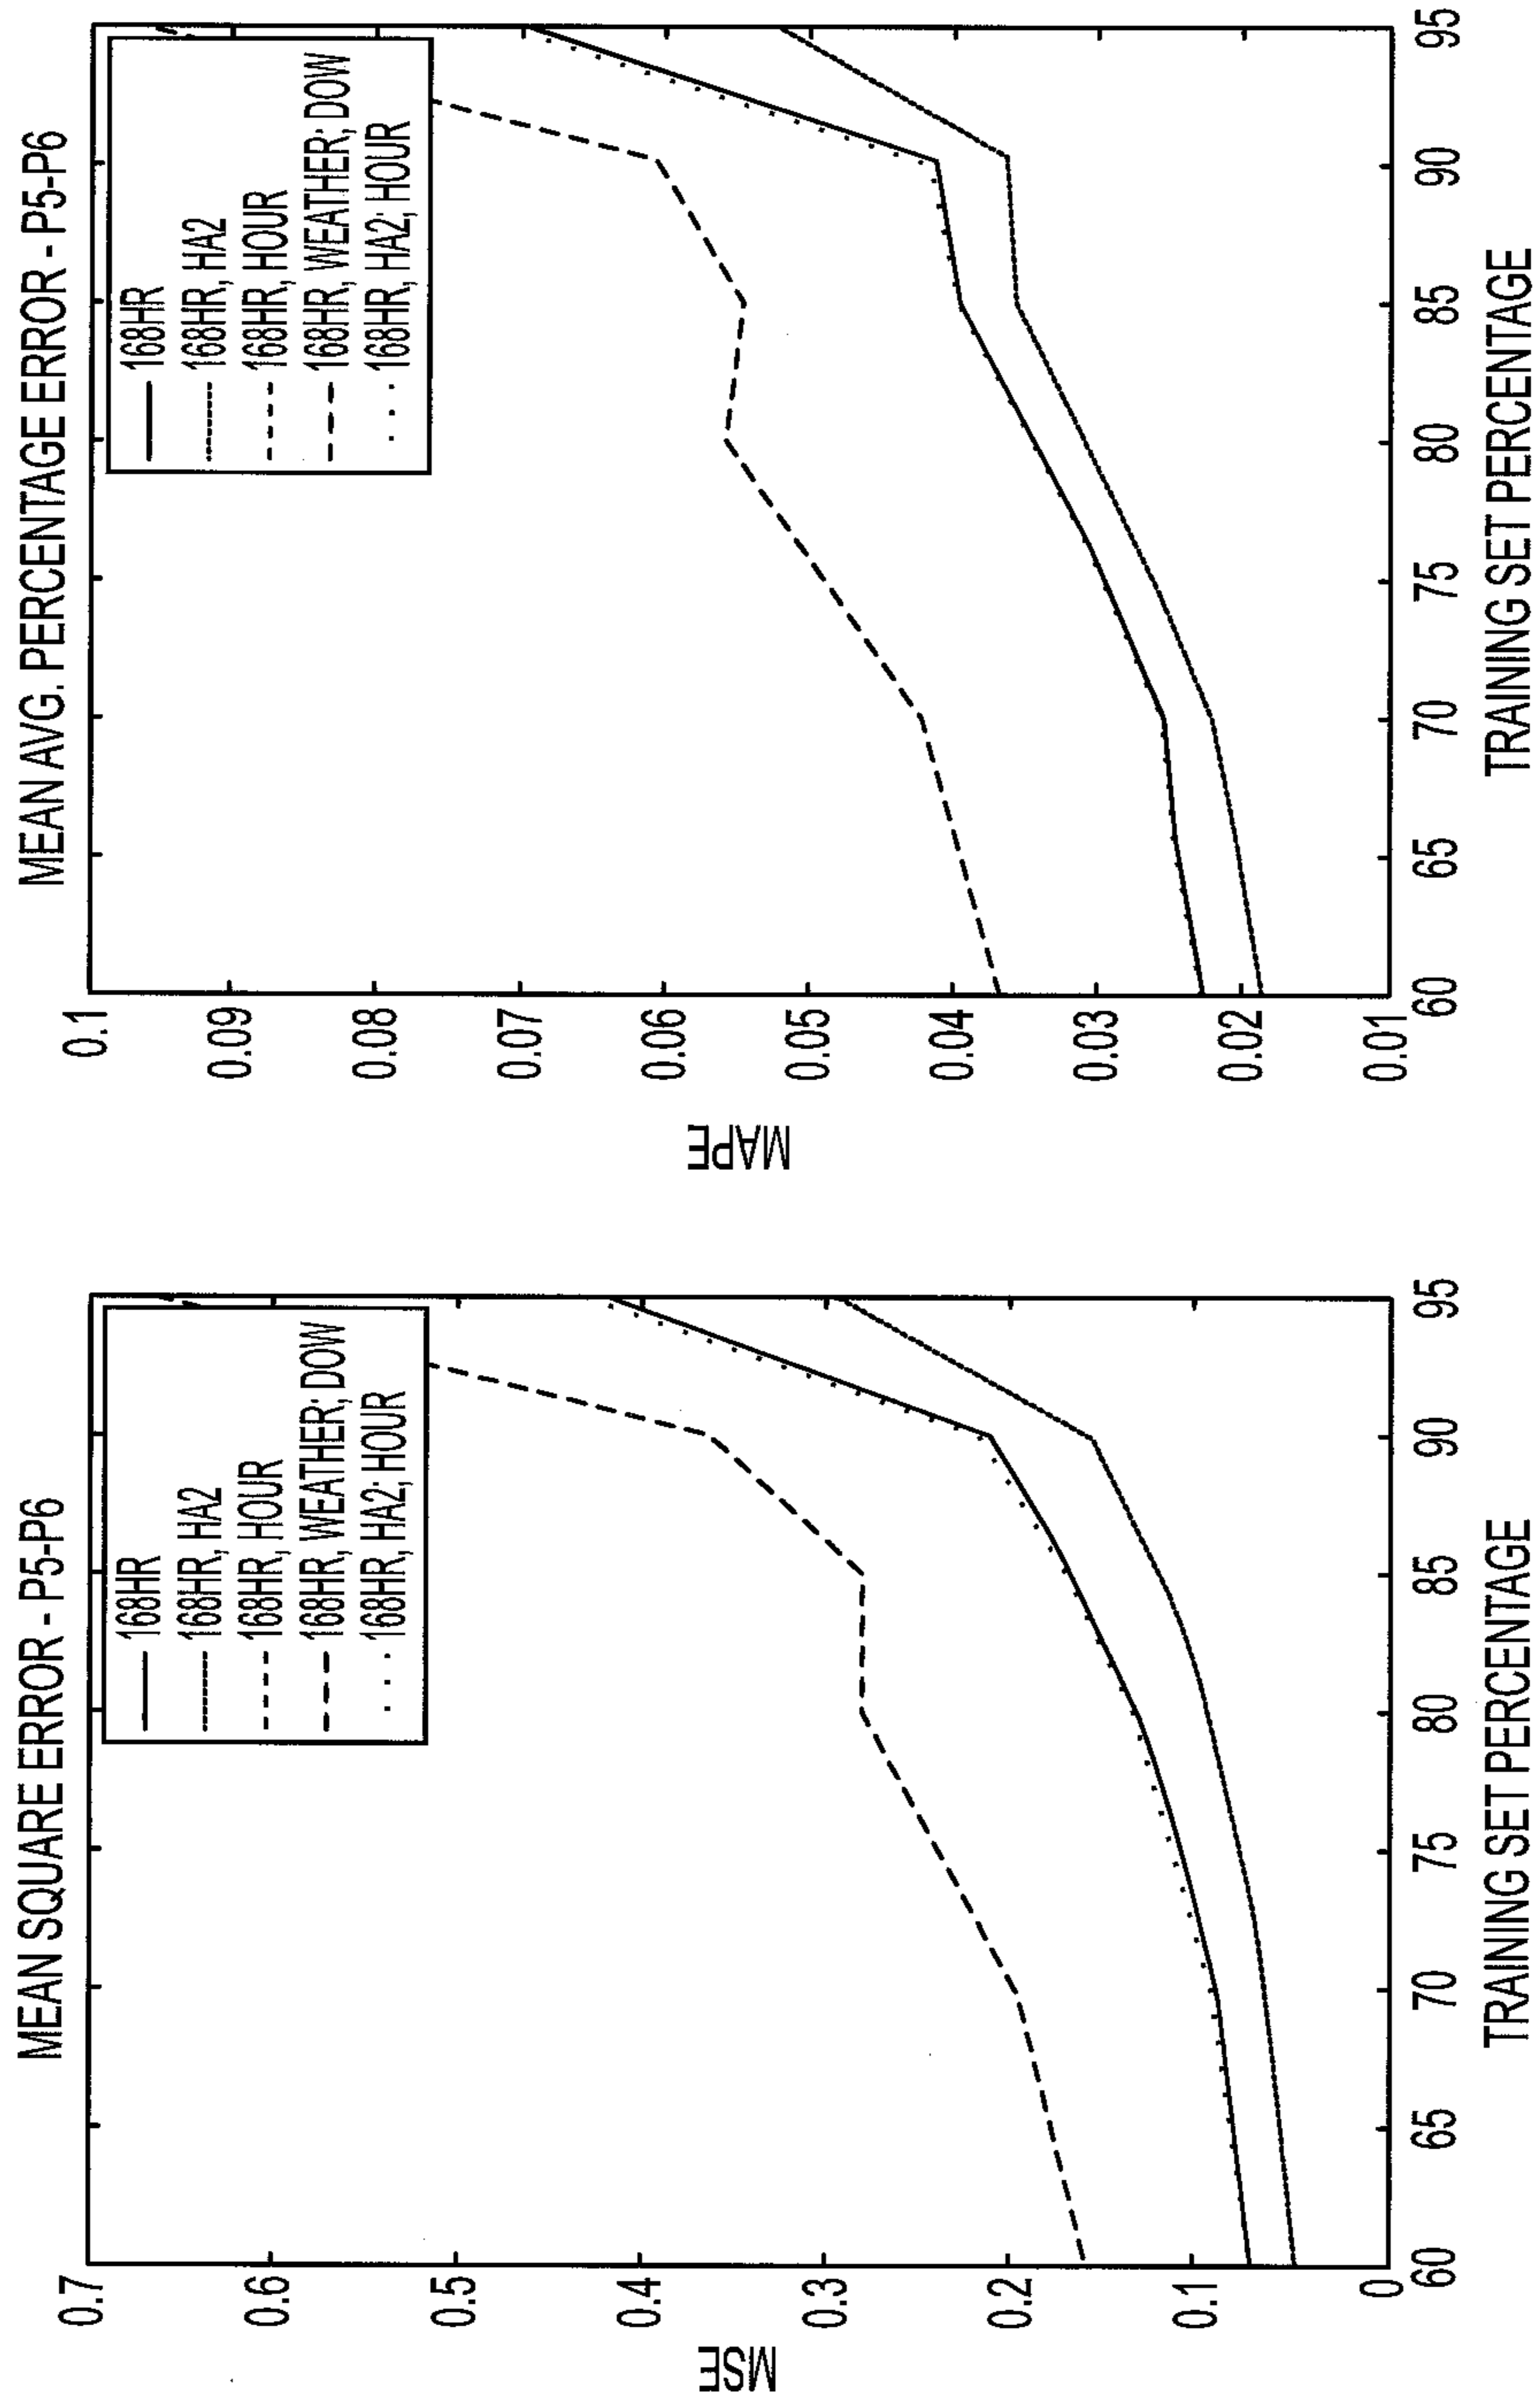 MEAN SQUARE ERROR - P5-P6
0.7
0.6
0.5
0.4
0.3
0.2
0.1
0
MSE
168HR
168HR, HA2
168HR, HOUR
168HR, WEATHER; DOW
168HR, HA2; HOUR
60 65 70 75 80 85 90 95
TRAINING SET PERCENTAGE
MEAN AVG. PERCENTAGE ERROR - P5-P6
0.1
0.09
0.08
0.07
0.06
0.05
0.04
0.03
0.02
0.01
MAPE
168HR
168HR, HA2
168HR, HOUR
168HR, WEATHER; DOW
168HR, HA2; HOUR
60 65 70 75 80 85 90 95
TRAINING SET PERCENTAGE